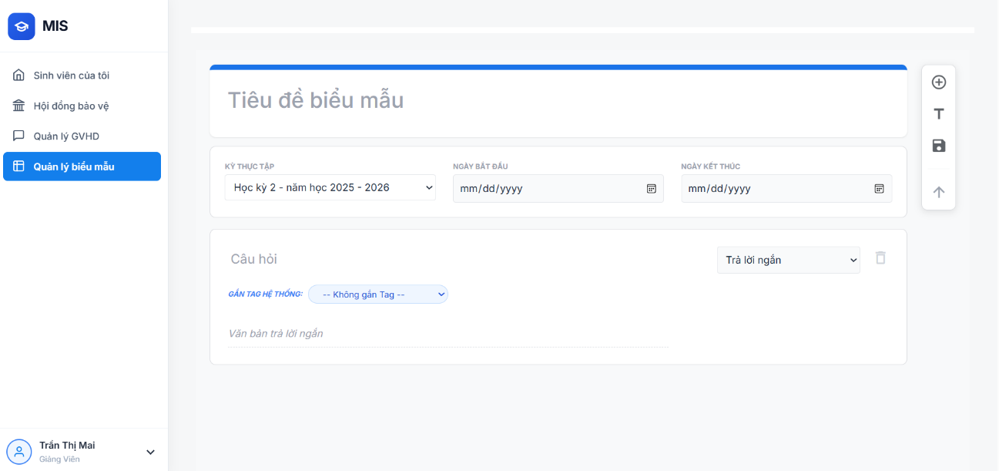 MIS
Sinh viên của tôi
Hội đồng bảo vệ
Quản lý GVHD
Quản lý biểu mẫu
Trần Thị Mai
Giảng Viên
Tiêu đề biểu mẫu
KỲ THỰC TẬP
Học kỳ 2 - năm học 2025 - 2026
NGÀY BẮT ĐẦU
mm/dd/yyyy
NGÀY KẾT THÚC
mm/dd/yyyy
Câu hỏi
Trả lời ngắn
GẮN TAG HỆ THỐNG:
-- Không gắn Tag --
Văn bản trả lời ngắn
T